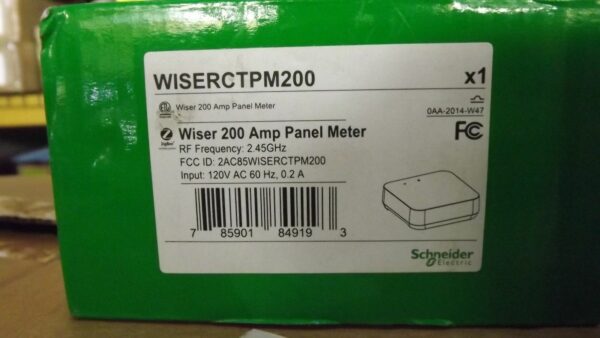 WISERCTPM200
x1
Wiser 200 Amp Panel Meter
0AA-2014-W47
Wiser 200 Amp Panel Meter
FC
RF Frequency: 2.45GHz
FCC ID: 2AC85WISERCTPM200
Input: 120V AC 60 Hz, 0.2 A
7 85901 84919 3
Schneider
Electric